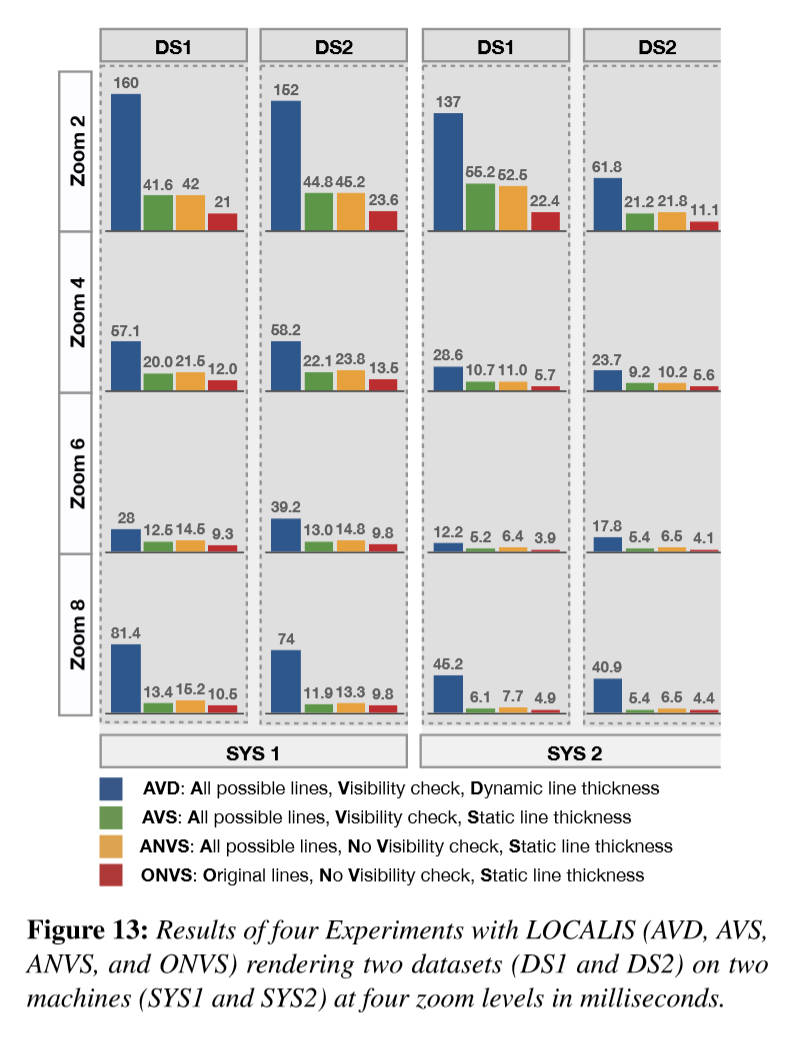 DS1 DS2 DS1 DS2
Zoom 2
160 41.6 42 21
152 44.8 45.2 23.6
137 55.2 52.5 22.4
61.8 21.2 21.8 11.1
Zoom 4
57.1 20.0 21.5 12.0
58.2 22.1 23.8 13.5
28.6 10.7 11.0 5.7
23.7 9.2 10.2 5.6
Zoom 6
28 12.5 14.5 9.3
39.2 13.0 14.8 9.8
12.2 5.2 6.4 3.9
17.8 5.4 6.5 4.1
Zoom 8
81.4 13.4 15.2 10.5
74 11.9 13.3 9.8
45.2 6.1 7.7 4.9
40.9 5.4 6.5 4.4
SYS 1 SYS 2
AVD: All possible lines, Visibility check, Dynamic line thickness
AVS: All possible lines, Visibility check, Static line thickness
ANVS: All possible lines, No Visibility check, Static line thickness
ONVS: Original lines, No Visibility check, Static line thickness
Figure 13: Results of four Experiments with LOCALIS (AVD, AVS,
ANVS, and ONVS) rendering two datasets (DS1 and DS2) on two
machines (SYS1 and SYS2) at four zoom levels in milliseconds.